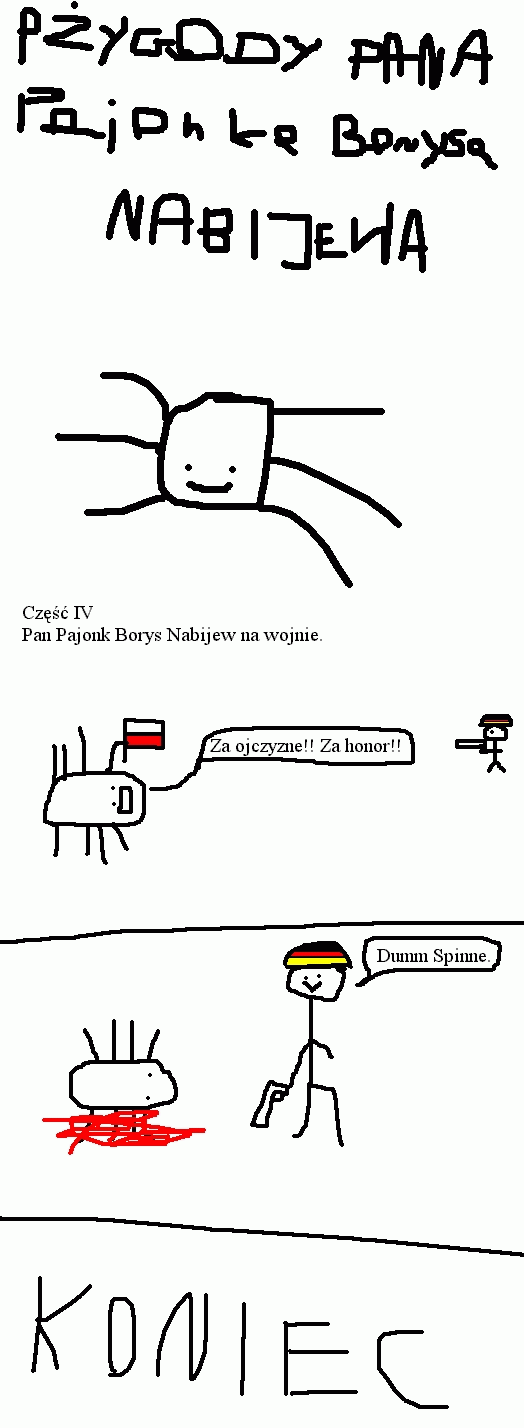 PŻYGODY PANA
PajonkA BORYSa
NABIJEWA
Część IV
Pan Pajonk Borys Nabijew na wojnie.
Za ojczyzne!! Za honor!!
Dumm Spinne.
KONIEC